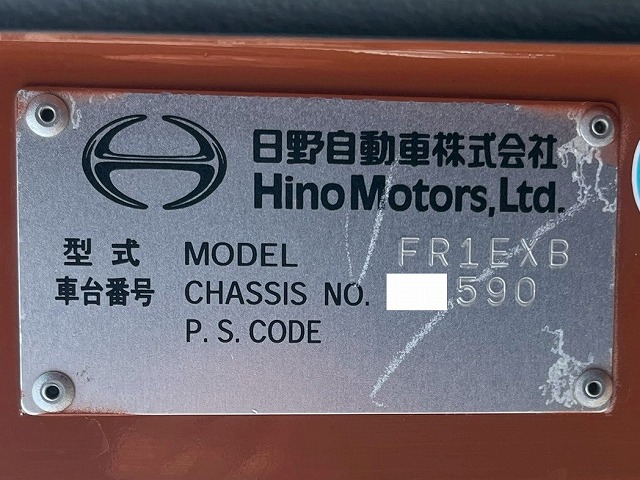 日野自動車株式会社
Hino Motors, Ltd.
型式 MODEL FR1EXB
車台番号 CHASSIS NO. 590
P.S. CODE